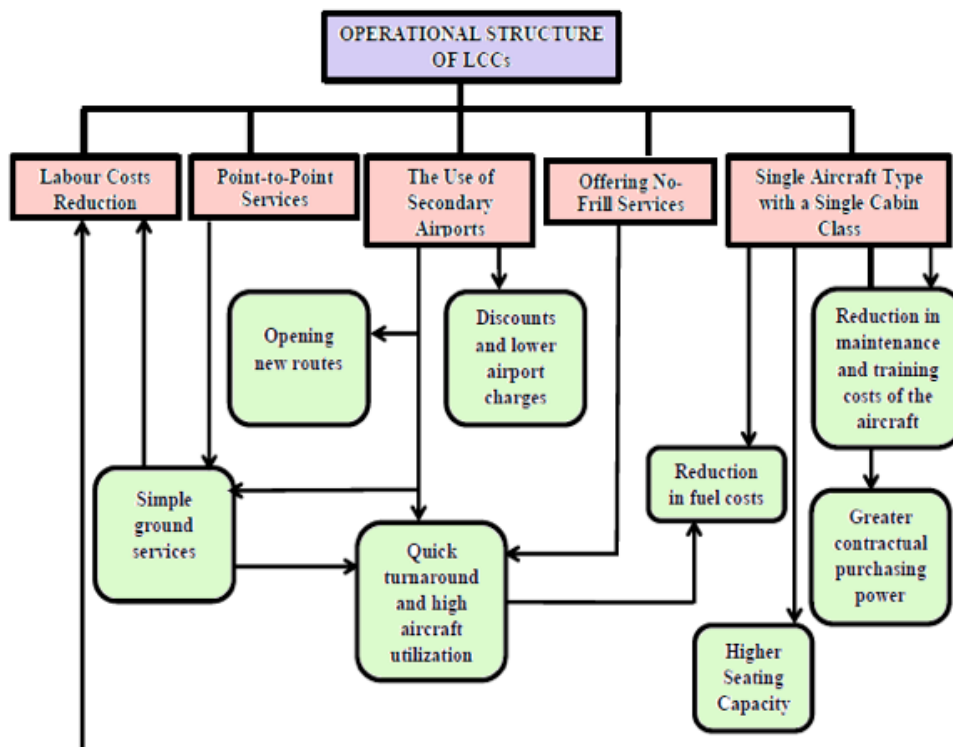 OPERATIONAL STRUCTURE
OF LCCs
Labour Costs
Reduction
Point-to-Point
Services
The Use of
Secondary
Airports
Offering No-
Frill Services
Single Aircraft Type
with a Single Cabin
Class
Opening
new routes
Discounts
and lower
airport
charges
Reduction in
maintenance
and training
costs of the
aircraft
Simple
ground
services
Quick
turnaround
and high
aircraft
utilization
Reduction
in fuel costs
Greater
contractual
purchasing
power
Higher
Seating
Capacity